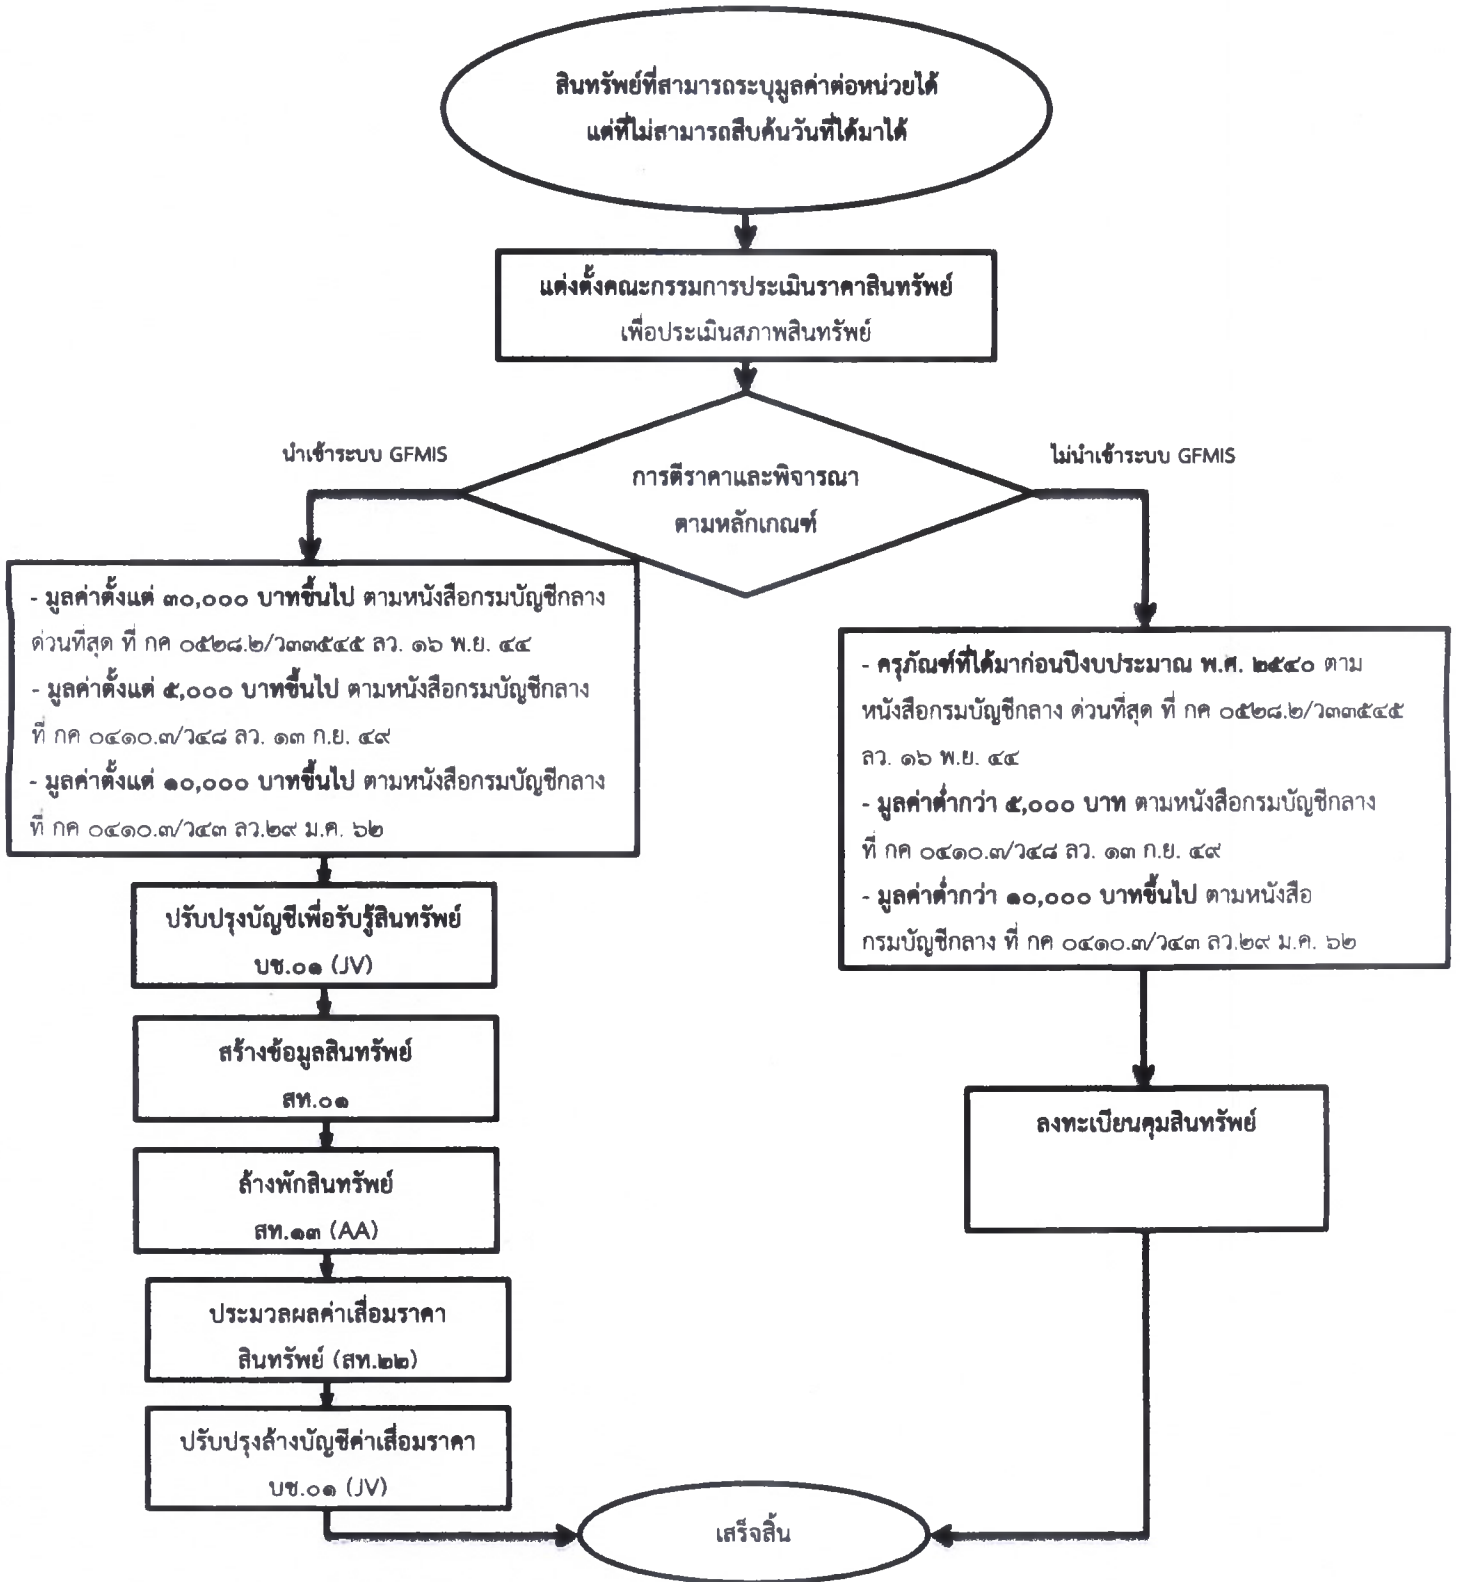 สินทรัพย์ที่สามารถระบุมูลค่าต่อหน่วยได้
แต่ที่ไม่สามารถสืบค้นวันที่ได้มาได้
แต่งตั้งคณะกรรมการประเมินราคาสินทรัพย์
เพื่อประเมินสภาพสินทรัพย์
นำเข้าระบบ GFMIS
ไม่นำเข้าระบบ GFMIS
การตีราคาและพิจารณา
ตามหลักเกณฑ์
- มูลค่าตั้งแต่ ๓๐,๐๐๐ บาทขึ้นไป ตามหนังสือกรมบัญชีกลาง
ด่วนที่สุด ที่ กค ๐๕๒๘.๒/ว๓๓๕๔๕ ลว. ๑๖ พ.ย. ๔๔
- มูลค่าตั้งแต่ ๕,๐๐๐ บาทขึ้นไป ตามหนังสือกรมบัญชีกลาง
ที่ กค ๐๔๑๐.๓/ว๔๘ ลว. ๑๓ ก.ย. ๔๙
- มูลค่าตั้งแต่ ๑๐,๐๐๐ บาทขึ้นไป ตามหนังสือกรมบัญชีกลาง
ที่ กค ๐๔๑๐.๓/ว๔๓ ลว.๒๙ ม.ค. ๖๒
- ครุภัณฑ์ที่ได้มาก่อนปีงบประมาณ พ.ศ. ๒๕๔๐ ตาม
หนังสือกรมบัญชีกลาง ด่วนที่สุด ที่ กค ๐๕๒๘.๒/ว๓๓๕๔๕
ลว. ๑๖ พ.ย. ๔๔
- มูลค่าต่ำกว่า ๕,๐๐๐ บาท ตามหนังสือกรมบัญชีกลาง
ที่ กค ๐๔๑๐.๓/ว๔๘ ลว. ๑๓ ก.ย. ๔๙
- มูลค่าต่ำกว่า ๑๐,๐๐๐ บาทขึ้นไป ตามหนังสือ
กรมบัญชีกลาง ที่ กค ๐๔๑๐.๓/ว๔๓ ลว.๒๙ ม.ค. ๖๒
ปรับปรุงบัญชีเพื่อรับรู้สินทรัพย์
บช.๐๑ (JV)
สร้างข้อมูลสินทรัพย์
สท.๐๑
ล้างพักสินทรัพย์
สท.๑๓ (AA)
ประมวลผลค่าเสื่อมราคา
สินทรัพย์ (สท.๒๒)
ปรับปรุงล้างบัญชีค่าเสื่อมราคา
บช.๐๑ (JV)
ลงทะเบียนคุมสินทรัพย์
เสร็จสิ้น